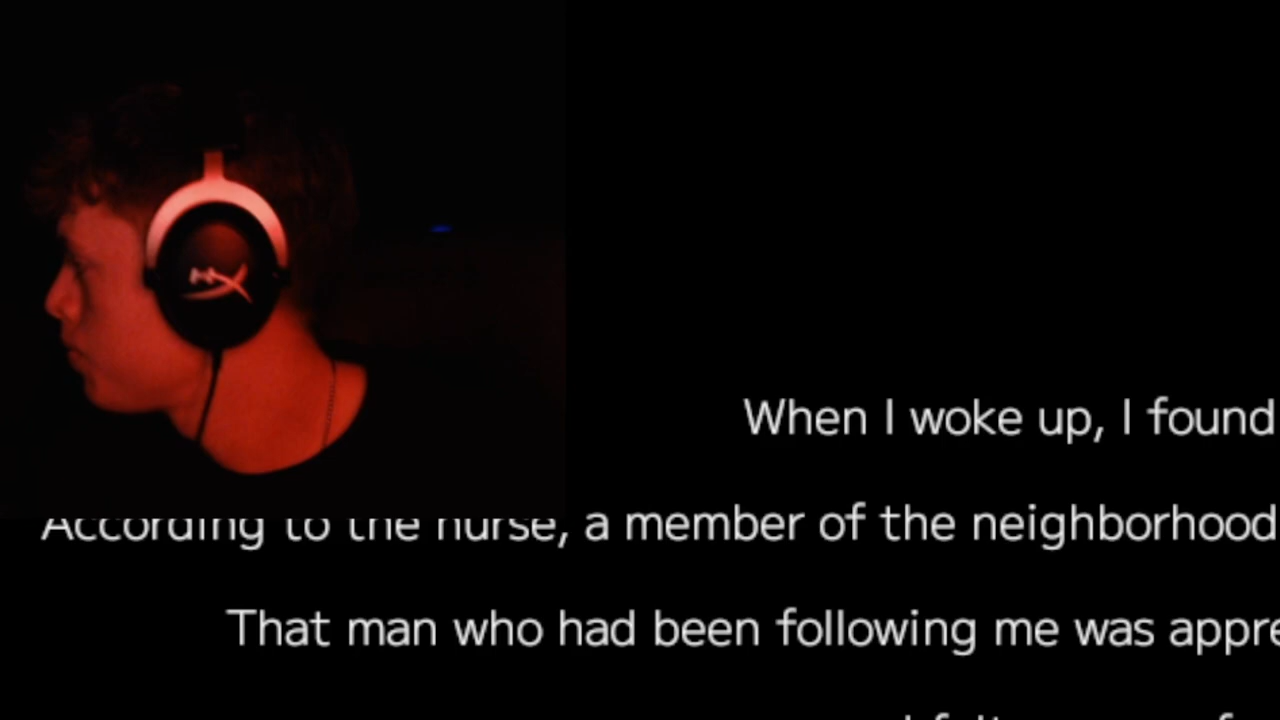 When I woke up, I found
According to the nurse, a member of the neighborhood
That man who had been following me was appre